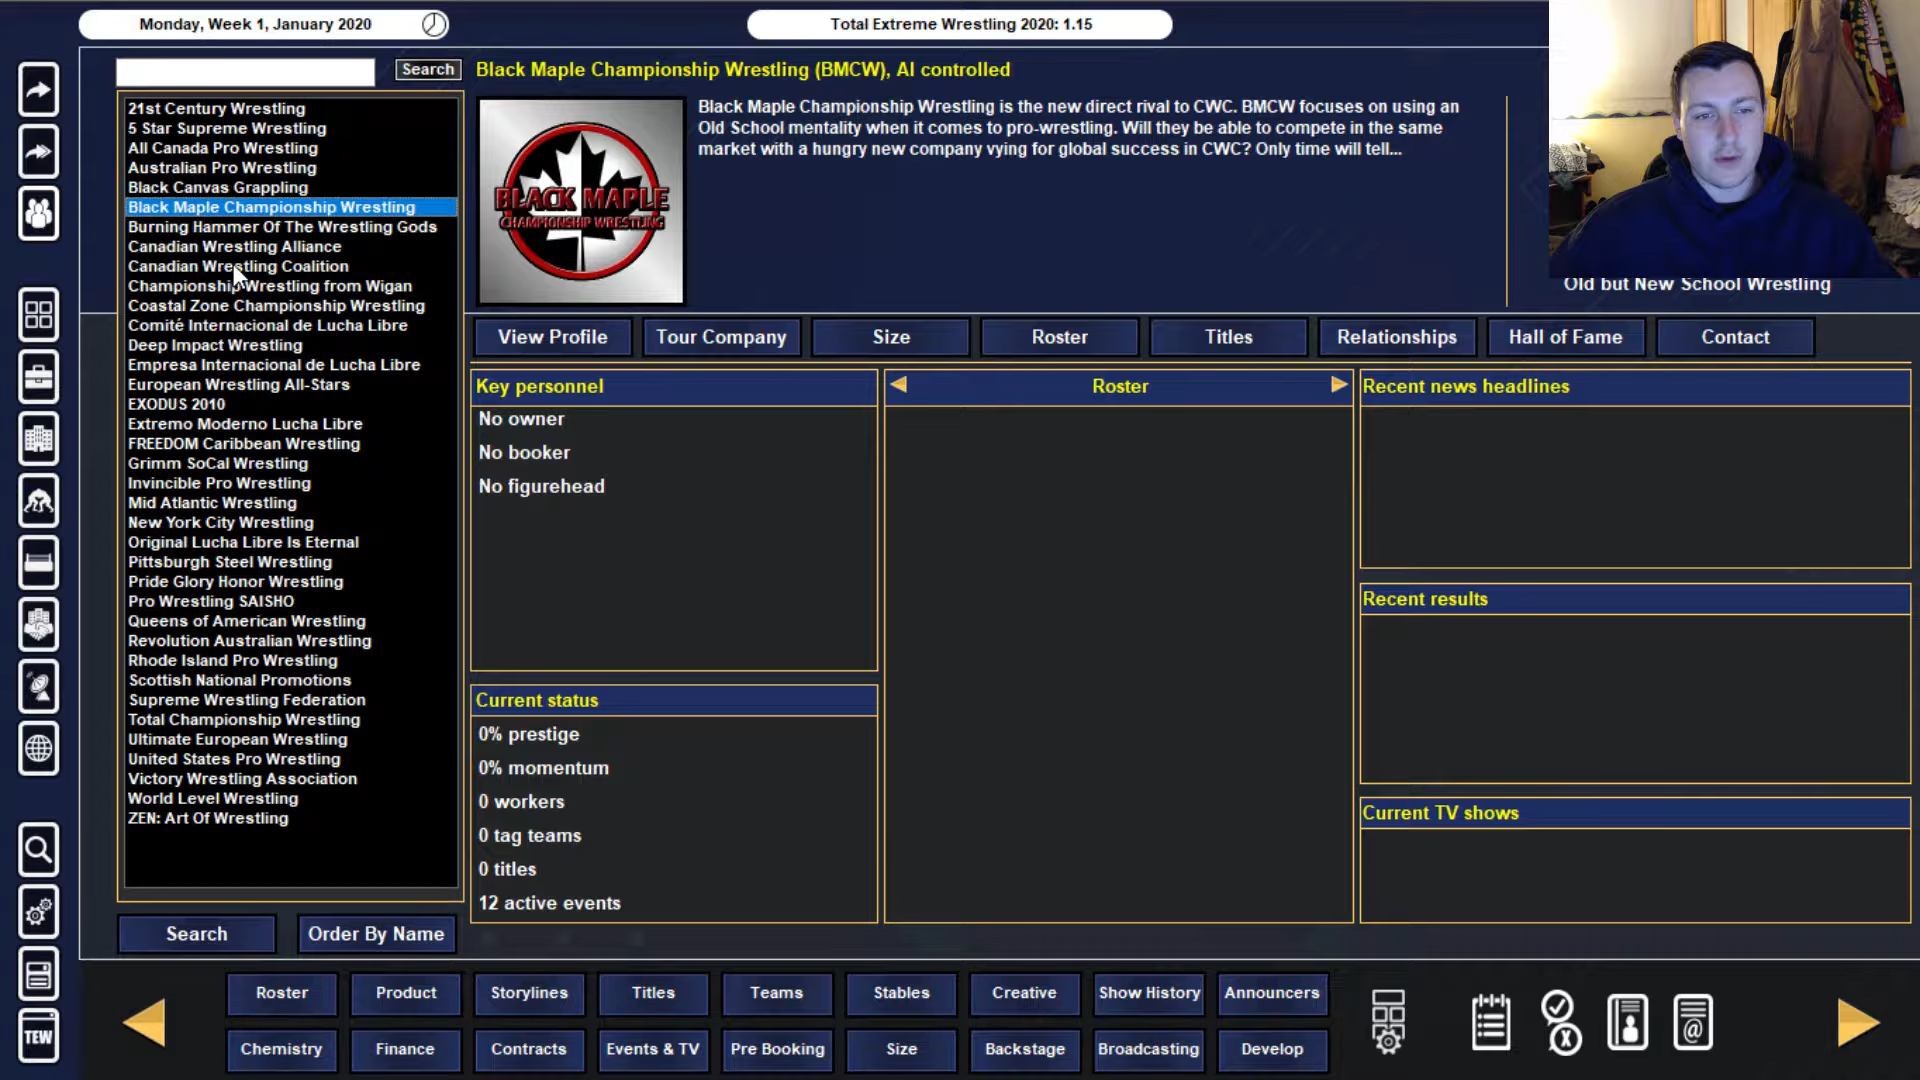 Monday, Week 1, January 2020
Total Extreme Wrestling 2020: 1.15
Search
Black Maple Championship Wrestling (BMCW), AI controlled
21st Century Wrestling
5 Star Supreme Wrestling
All Canada Pro Wrestling
Australian Pro Wrestling
Black Canvas Grappling
Black Maple Championship Wrestling
Burning Hammer Of The Wrestling Gods
Canadian Wrestling Alliance
Canadian Wrestling Coalition
Championship Wrestling from Wigan
Coastal Zone Championship Wrestling
Comité Internacional de Lucha Libre
Deep Impact Wrestling
Empresa Internacional de Lucha Libre
European Wrestling All-Stars
EXODUS 2010
Extremo Moderno Lucha Libre
FREEDOM Caribbean Wrestling
Grimm SoCal Wrestling
Invincible Pro Wrestling
Mid Atlantic Wrestling
New York City Wrestling
Original Lucha Libre Is Eternal
Pittsburgh Steel Wrestling
Pride Glory Honor Wrestling
Pro Wrestling SAISHO
Queens of American Wrestling
Revolution Australian Wrestling
Rhode Island Pro Wrestling
Scottish National Promotions
Supreme Wrestling Federation
Total Championship Wrestling
Ultimate European Wrestling
United States Pro Wrestling
Victory Wrestling Association
World Level Wrestling
ZEN: Art Of Wrestling
Search
Order By Name
BLACK MAPLE
CHAMPIONSHIP WRESTLING
Black Maple Championship Wrestling is the new direct rival to CWC. BMCW focuses on using an
Old School mentality when it comes to pro-wrestling. Will they be able to compete in the same
market with a hungry new company vying for global success in CWC? Only time will tell...
Old but New School Wrestling
View Profile
Tour Company
Size
Roster
Titles
Relationships
Hall of Fame
Contact
Key personnel
No owner
No booker
No figurehead
Current status
0% prestige
0% momentum
0 workers
0 tag teams
0 titles
12 active events
Roster
Recent news headlines
Recent results
Current TV shows
Roster
Product
Storylines
Titles
Teams
Stables
Creative
Show History
Announcers
Chemistry
Finance
Contracts
Events & TV
Pre Booking
Size
Backstage
Broadcasting
Develop
TEW
@